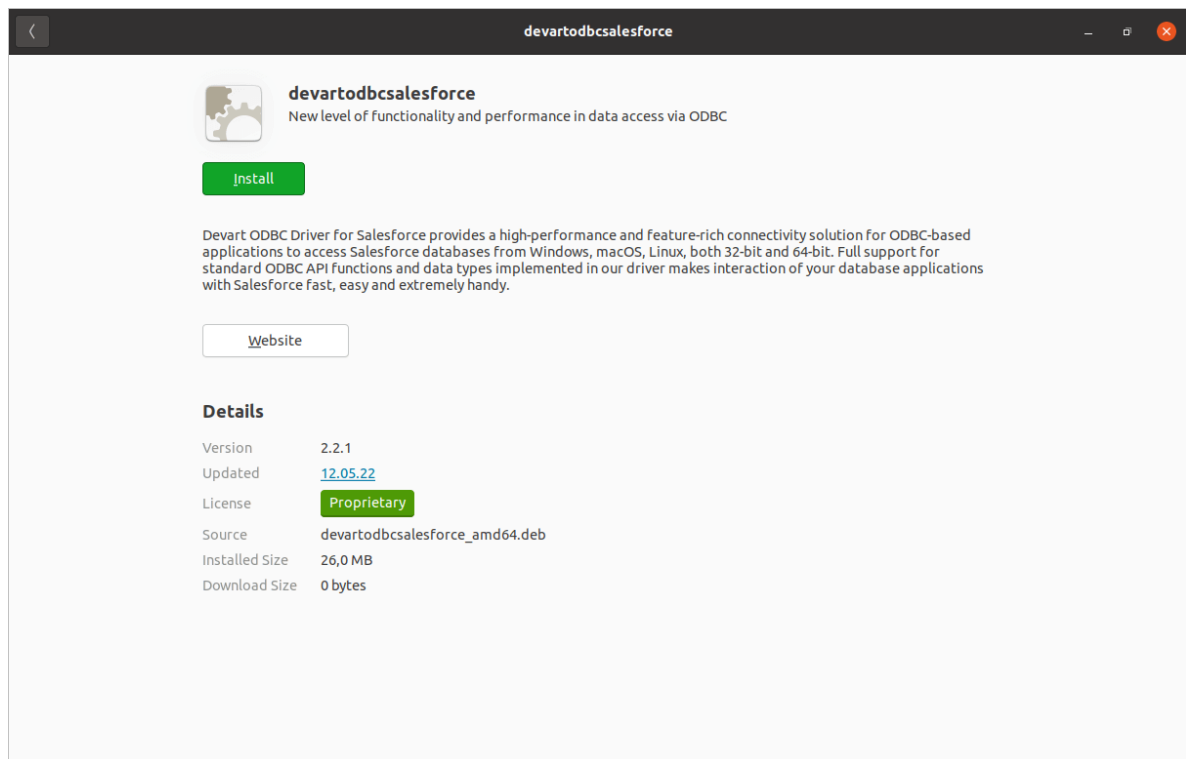 devartodbcsalesforce
devartodbcsalesforce
New level of functionality and performance in data access via ODBC
Install
Devart ODBC Driver for Salesforce provides a high-performance and feature-rich connectivity solution for ODBC-based
applications to access Salesforce databases from Windows, macOS, Linux, both 32-bit and 64-bit. Full support for
standard ODBC API functions and data types implemented in our driver makes interaction of your database applications
with Salesforce fast, easy and extremely handy.
Website
Details
Version 2.2.1
Updated 12.05.22
License Proprietary
Source devartodbcsalesforce_amd64.deb
Installed Size 26,0 MB
Download Size 0 bytes